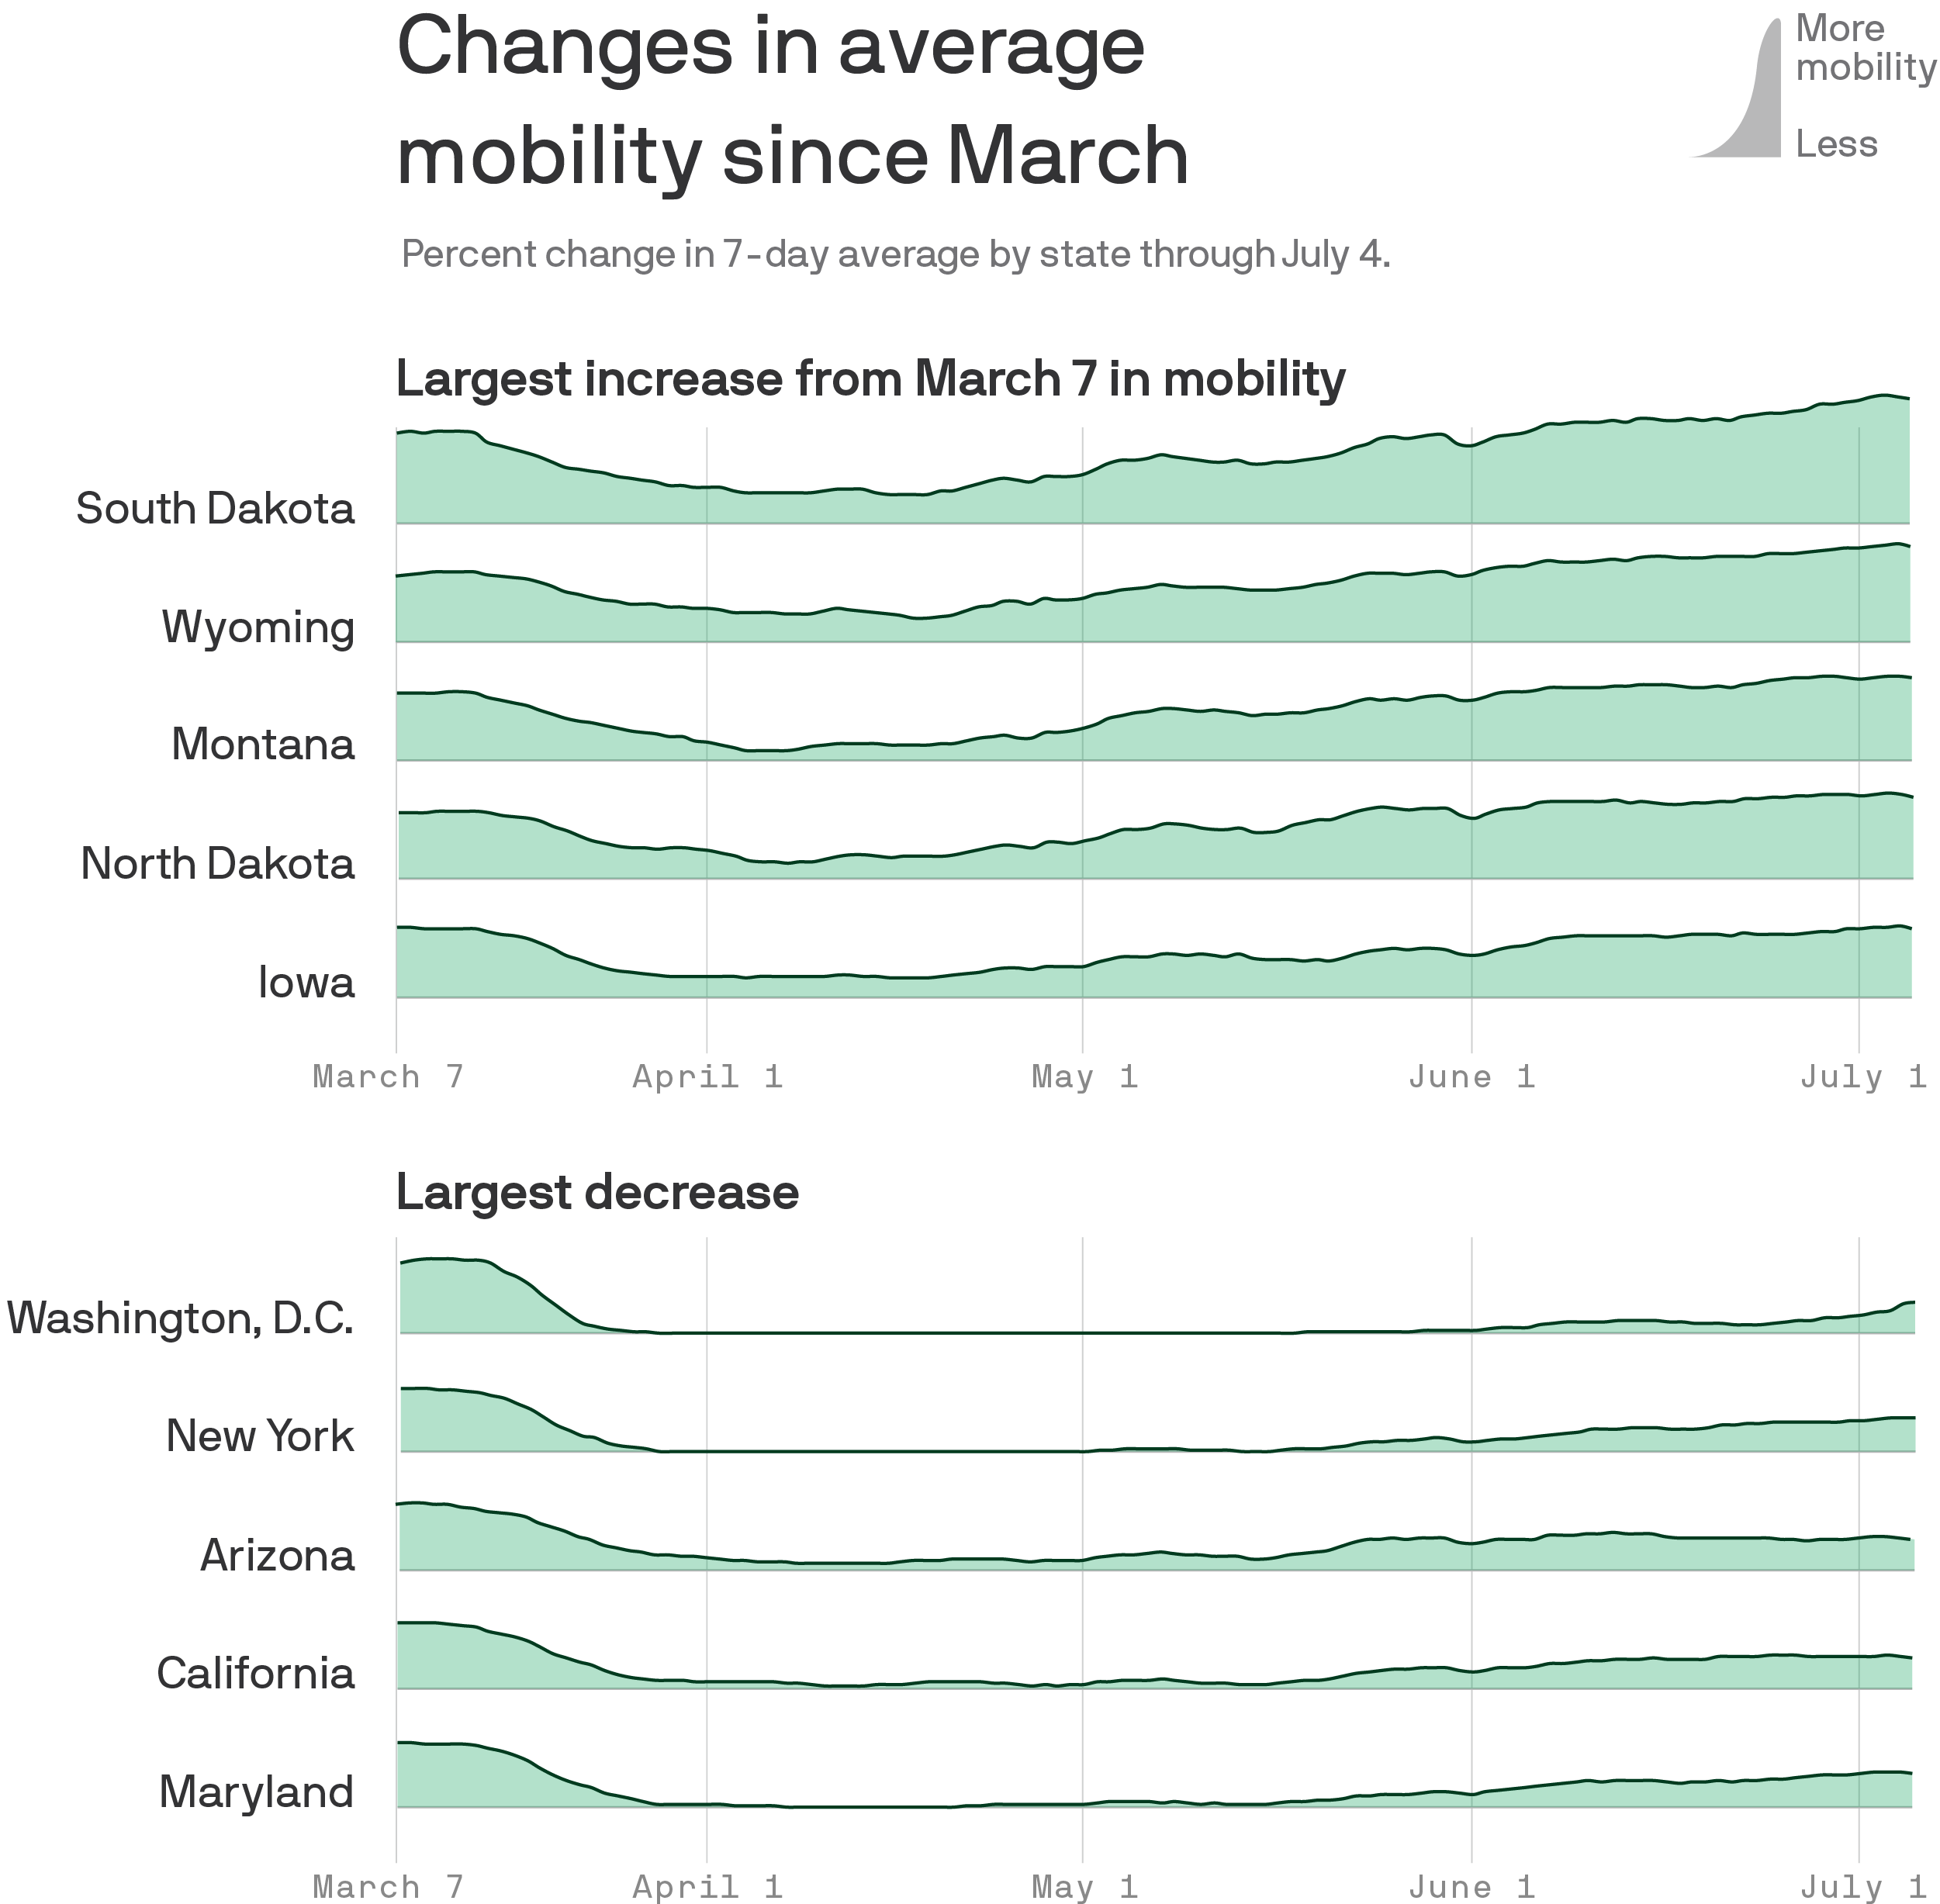 Changes in average
mobility since March
More
mobility
Less
Percent change in 7-day average by state through July 4.
Largest increase from March 7 in mobility
South Dakota
Wyoming
Montana
North Dakota
Iowa
March 7 April 1 May 1 June 1 July 1
Largest decrease
Washington, D.C.
New York
Arizona
California
Maryland
March 7 April 1 May 1 June 1 July 1